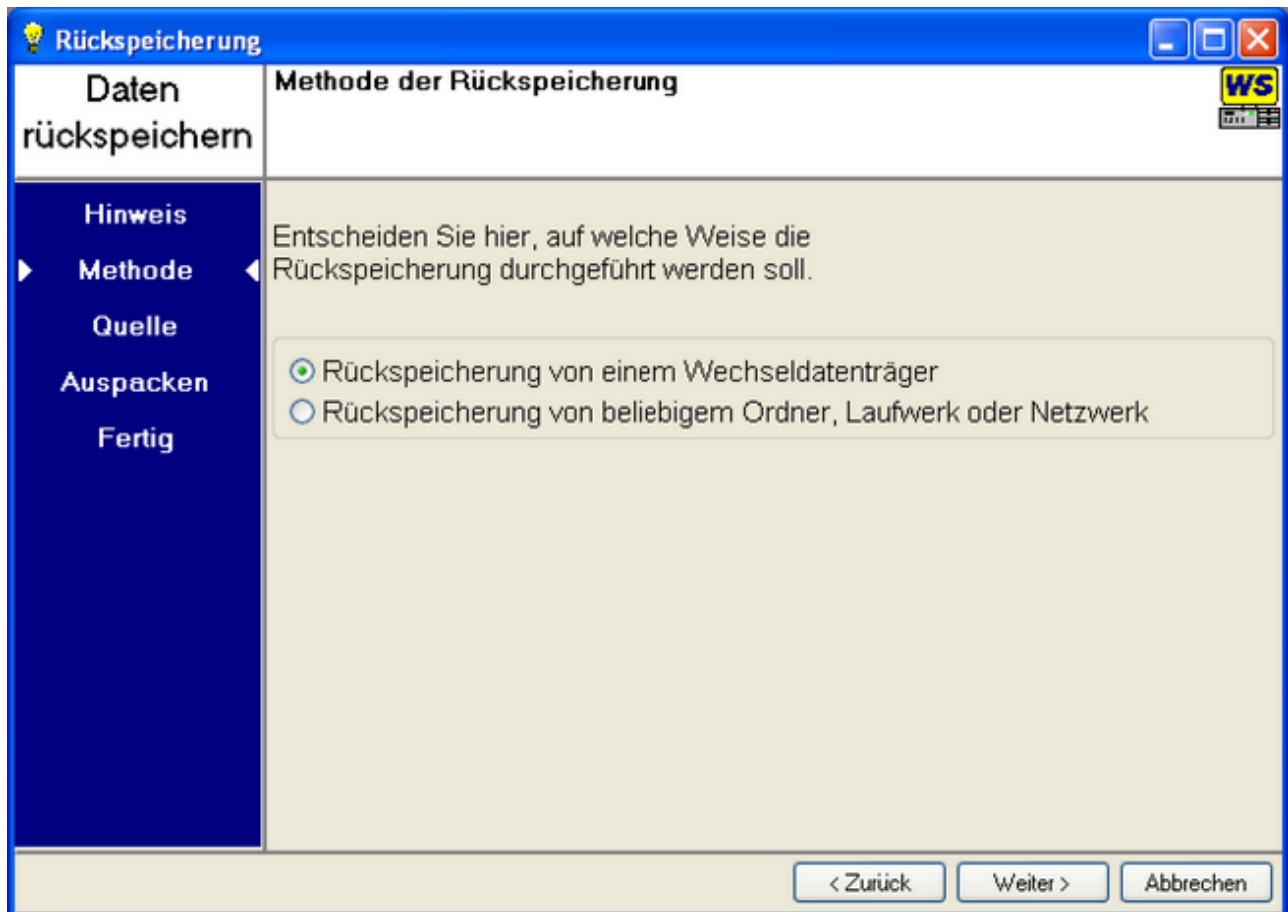 Rückspeicherung
Daten
rückspeichern
Methode der Rückspeicherung
WS
Hinweis
Methode
Quelle
Auspacken
Fertig
Entscheiden Sie hier, auf welche Weise die
Rückspeicherung durchgeführt werden soll.
Rückspeicherung von einem Wechseldatenträger
Rückspeicherung von beliebigem Ordner, Laufwerk oder Netzwerk
< Zurück
Weiter >
Abbrechen